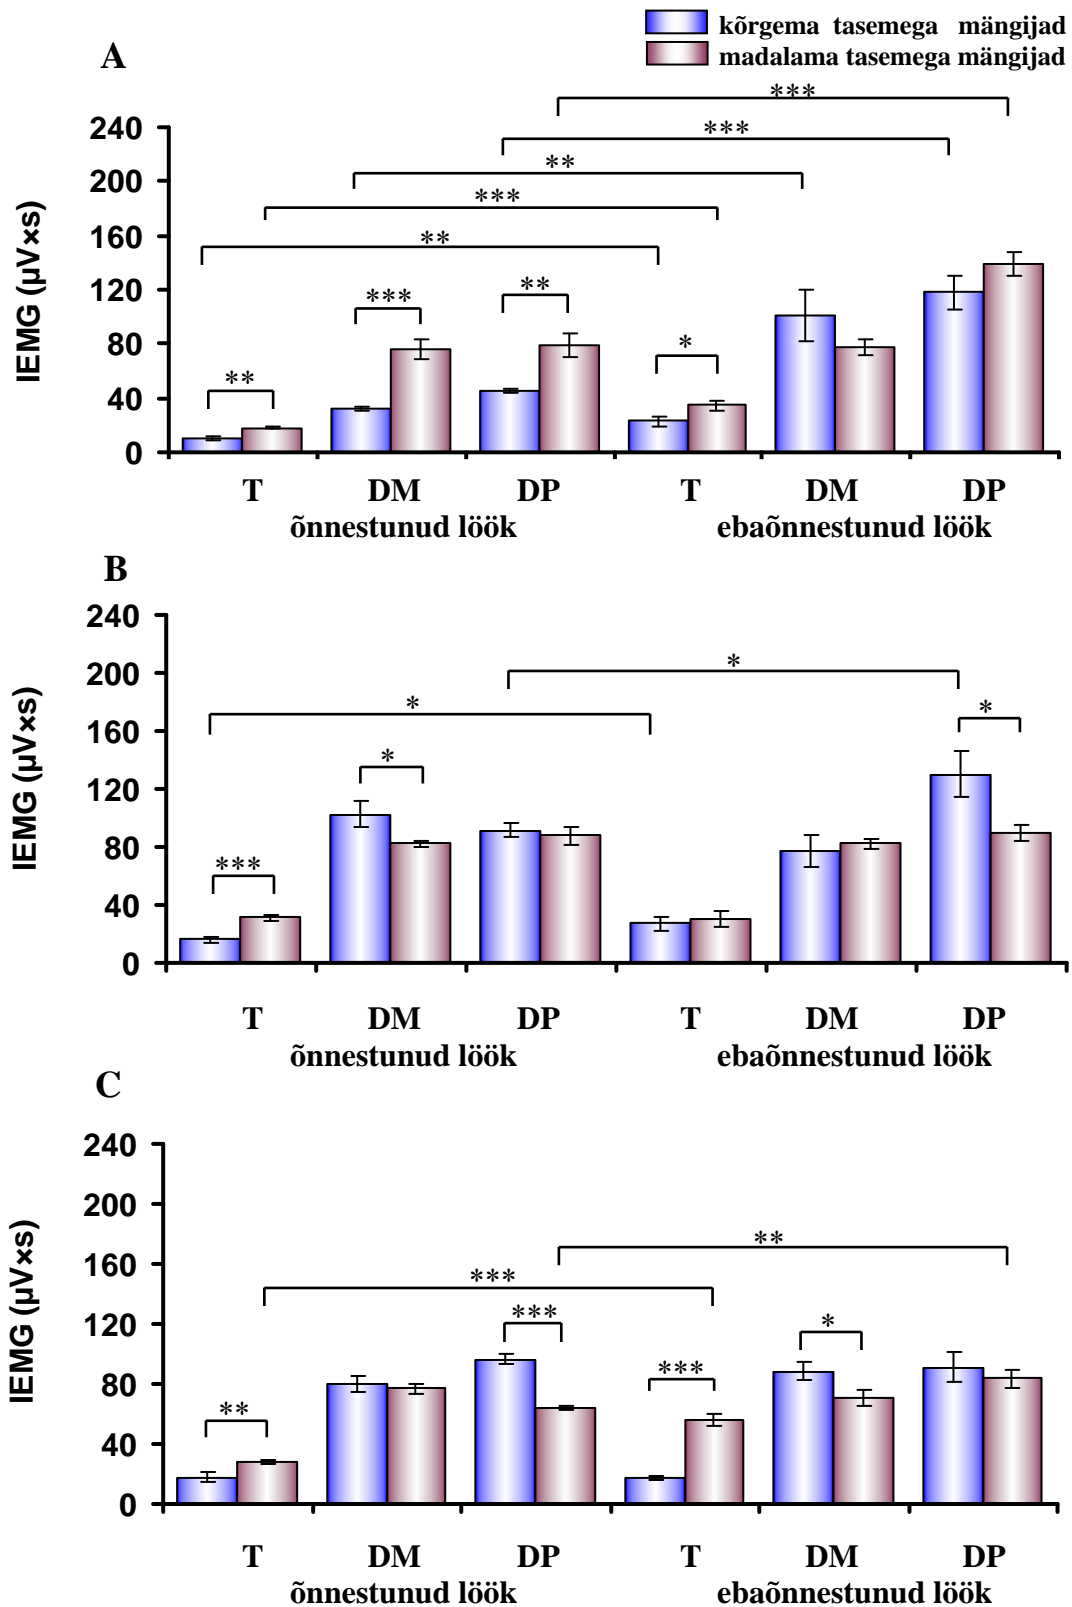 kõrgema tasemega mängijad
madalama tasemega mängijad
A
***
***
**
***
**
***
**
**
*
240
200
160
120
80
40
0
IEMG (µV×s)
T DM DP T DM DP
õnnestunud löök ebaõnnestunud löök
B
*
*
*
*
***
240
200
160
120
80
40
0
IEMG (µV×s)
T DM DP T DM DP
õnnestunud löök ebaõnnestunud löök
C
**
***
***
*
***
**
240
200
160
120
80
40
0
IEMG (µV×s)
T DM DP T DM DP
õnnestunud löök ebaõnnestunud löök